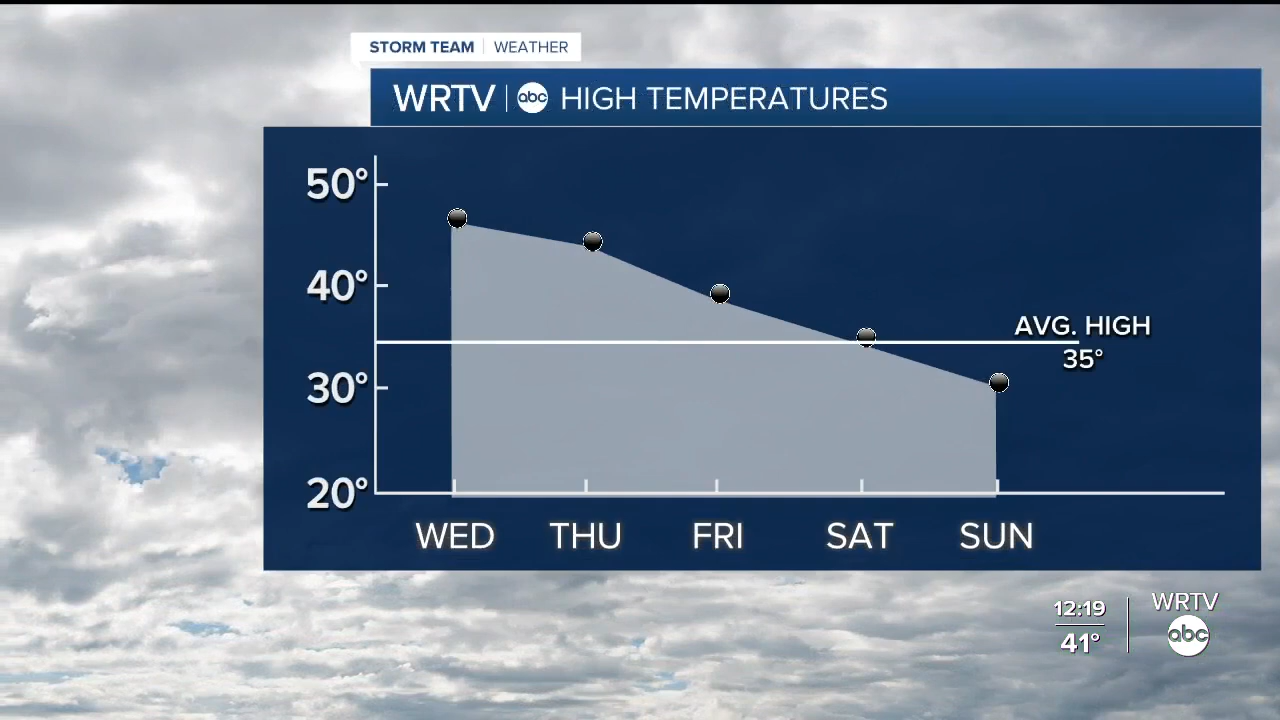 STORM TEAM | WEATHER
WRTV | abc HIGH TEMPERATURES
50°
40°
30°
20°
AVG. HIGH
35°
WED THU FRI SAT SUN
12:19
41°
WRTV
abc